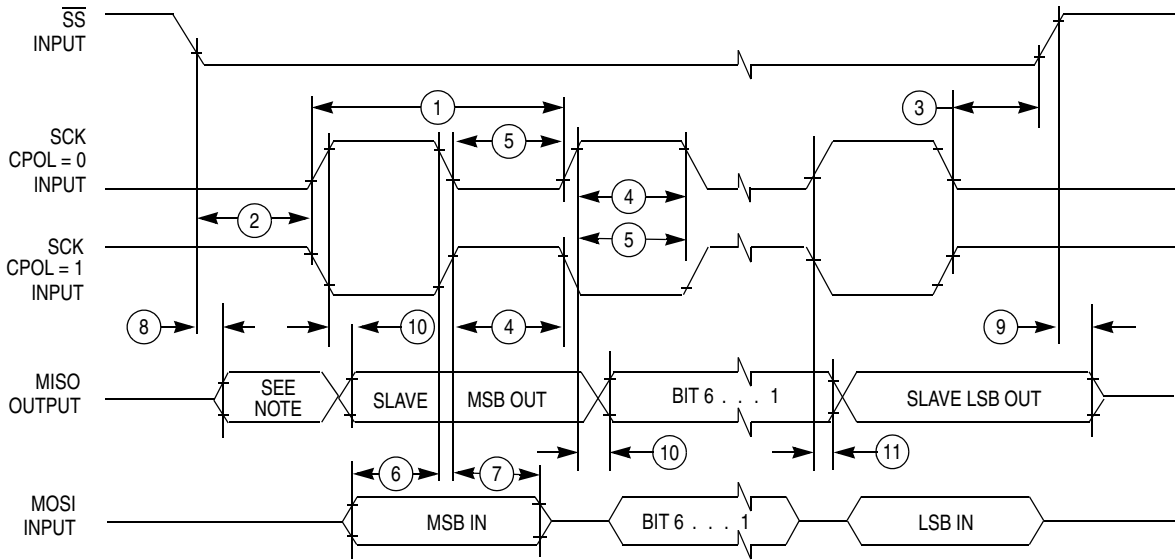 SS
INPUT
1
3
SCK
CPOL = 0
INPUT
5
4
2
SCK
CPOL = 1
INPUT
5
8
10
4
9
MISO
OUTPUT
SEE
NOTE
SLAVE
MSB OUT
BIT 6 . . . 1
SLAVE LSB OUT
10
11
6
7
MOSI
INPUT
MSB IN
BIT 6 . . . 1
LSB IN